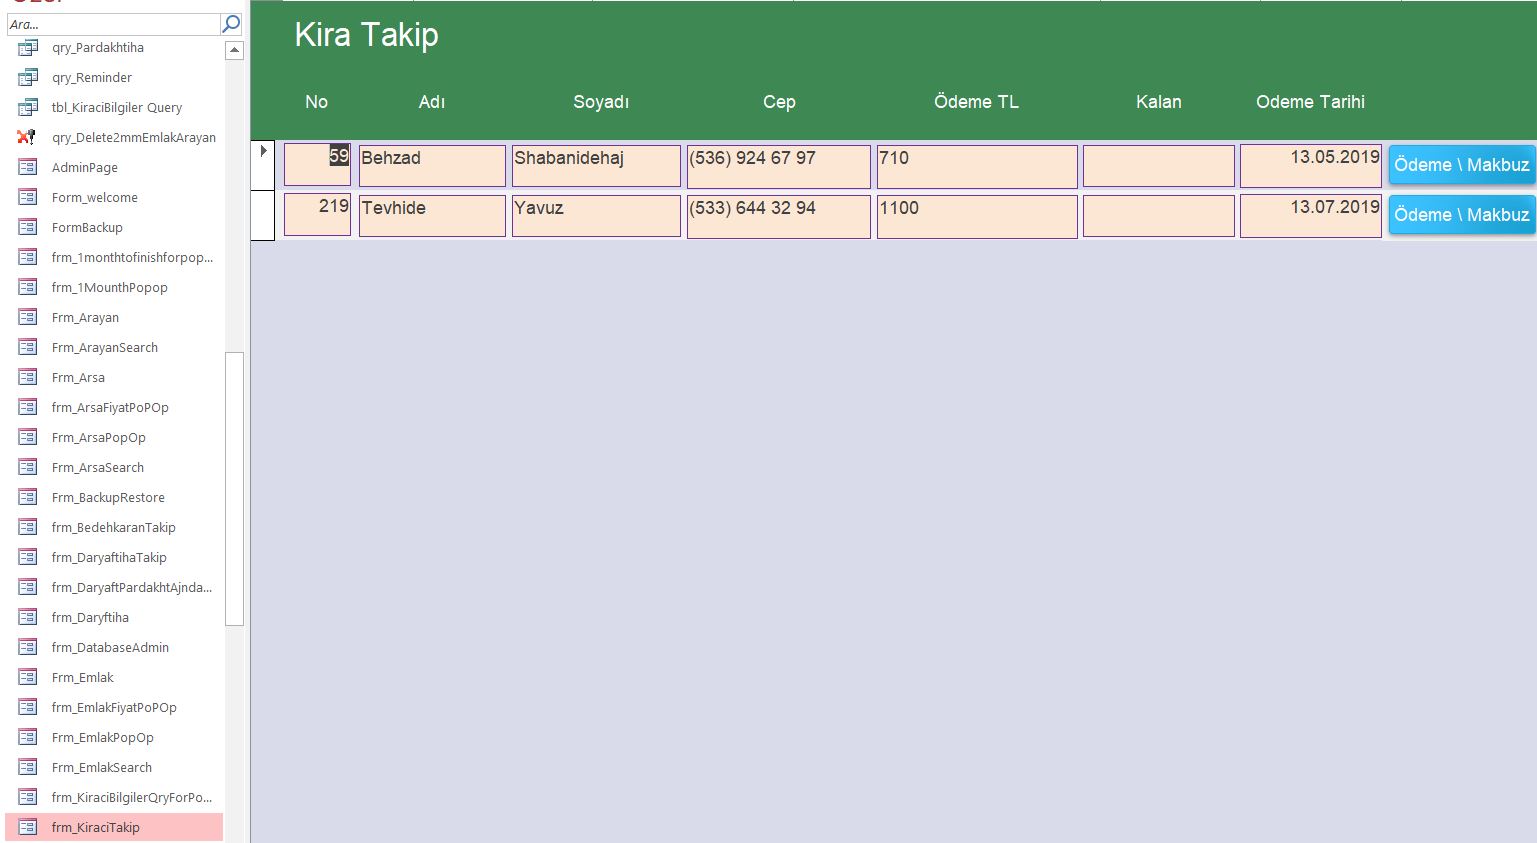 Ara...
qry_Pardakhtiha
qry_Reminder
tbl_KiraciBilgiler Query
qry_Delete2mmEmlakArayan
AdminPage
Form_welcome
FormBackup
frm_1monthtofinishforpop...
frm_1MounthPopop
Frm_Arayan
Frm_ArayanSearch
Frm_Arsa
frm_ArsaFiyatPoPOp
Frm_ArsaPopOp
Frm_ArsaSearch
Frm_BackupRestore
frm_BedehkaranTakip
frm_DaryaftihaTakip
frm_DaryaftPardakhtAjnda...
frm_Daryftiha
frm_DatabaseAdmin
Frm_Emlak
frm_EmlakFiyatPoPOp
Frm_EmlakPopOp
Frm_EmlakSearch
frm_KiraciBilgilerQryForPo...
frm_KiraciTakip
Kira Takip
No Adı Soyadı Cep Ödeme TL Kalan Odeme Tarihi
59 Behzad Shabanidehaj (536) 924 67 97 710 13.05.2019 Ödeme \ Makbuz
219 Tevhide Yavuz (533) 644 32 94 1100 13.07.2019 Ödeme \ Makbuz